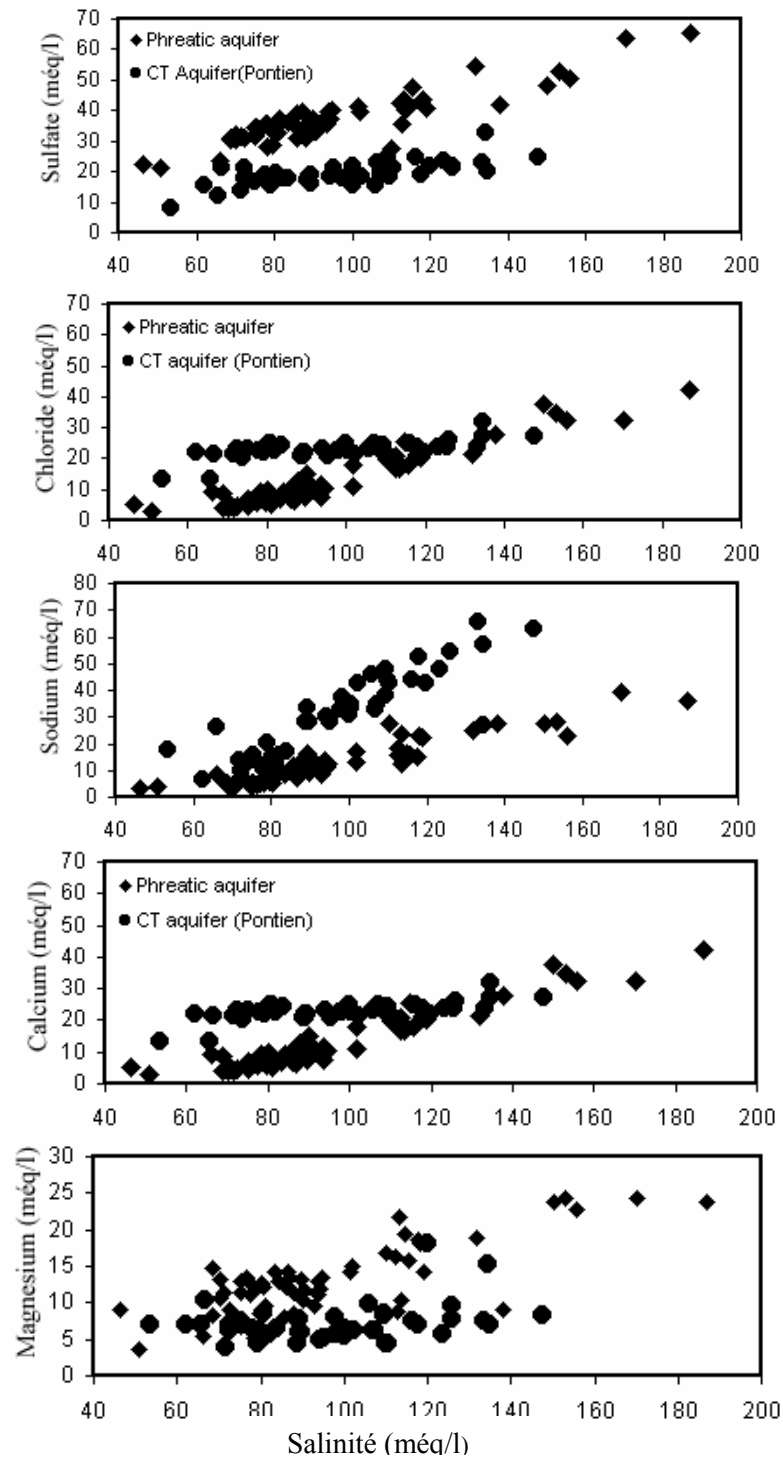 70
60
50
40
30
20
10
0
Sulfate (méq/l)
Phreatic aquifer
CT Aquifer(Pontien)
40 60 80 100 120 140 160 180 200
70
60
50
40
30
20
10
0
Chloride (méq/l)
Phreatic aquifer
CT aquifer (Pontien)
40 60 80 100 120 140 160 180 200
80
70
60
50
40
30
20
10
0
Sodium (méq/l)
40 60 80 100 120 140 160 180 200
70
60
50
40
30
20
10
0
Calcium (méq/l)
Phreatic aquifer
CT aquifer (Pontien)
40 60 80 100 120 140 160 180 200
30
25
20
15
10
5
0
Magnesium (méq/l)
40 60 80 100 120 140 160 180 200
Salinité (méq/l)